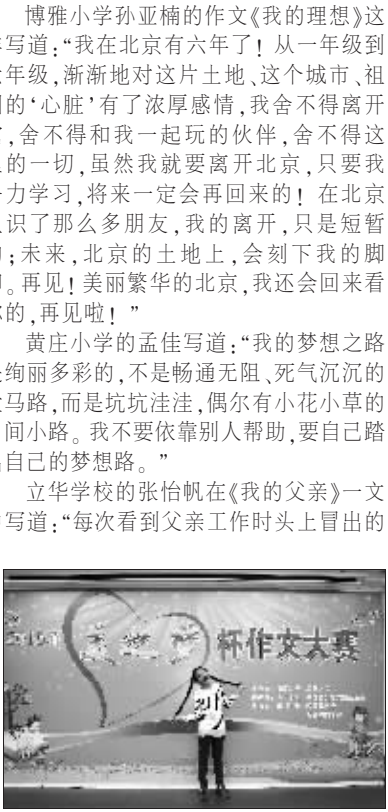 博雅小学孙亚楠的作文《我的理想》这
写道：“我在北京有六年了！从一年级到
年级，渐渐地对这片土地、这个城市、祖
的‘心脏’有了浓厚感情，我舍不得离开
，舍不得和我一起玩的伙伴，舍不得这
的一切，虽然我就要离开北京，只要我
力学习，将来一定会再回来的！在北京
识了那么多朋友，我的离开，只是短暂
；未来，北京的土地上，会刻下我的脚
。再见！美丽繁华的北京，我还会回来看
的，再见啦！”
黄庄小学的孟佳写道：“我的梦想之路
绚丽多彩的，不是畅通无阻、死气沉沉的
马路，而是坑坑洼洼，偶尔有小花小草的
间小路。我不要依靠别人帮助，要自己踏
自己的梦想路。”
立华学校的张怡帆在《我的父亲》一文
写道：“每次看到父亲工作时头上冒出的
杯作文大赛